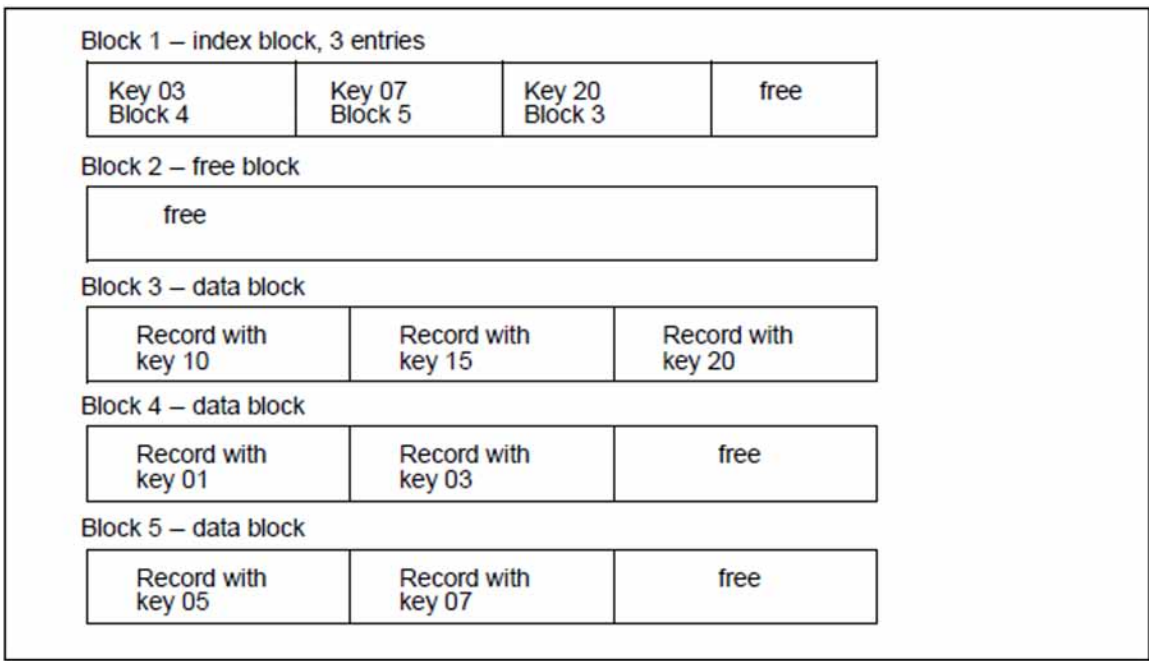 Block 1 – index block, 3 entries
Key 03 Key 07 Key 20 free
Block 4 Block 5 Block 3
Block 2 – free block
free
Block 3 – data block
Record with Record with Record with
key 10 key 15 key 20
Block 4 – data block
Record with Record with free
key 01 key 03
Block 5 – data block
Record with Record with free
key 05 key 07